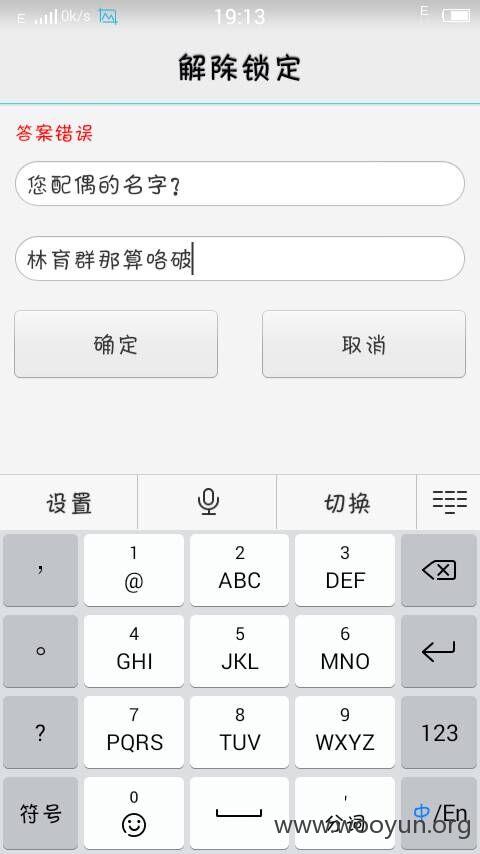 E 0k/s 19:13 E
解除锁定
答案错误
您配偶的名字?
林育群那算咯破
确定 取消
设置 切换
, 1 2 3
@ ABC DEF
。 4 5 6
GHI JKL MNO
? 7 8 9 123
PQRS TUV WXYZ
符号 0 ' 分词 中/En
www.wooyun.org